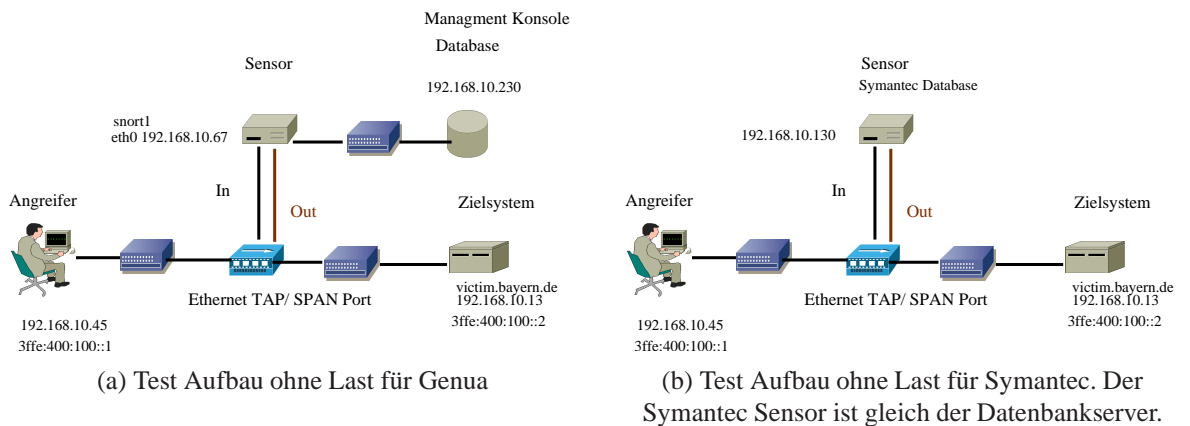 Managment Konsole
Database
192.168.10.230
Sensor
snort1
eth0 192.168.10.67
In
Out
Angreifer
Zielsystem
Ethernet TAP/ SPAN Port
victim.bayern.de
192.168.10.13
3ffe:400:100::2
192.168.10.45
3ffe:400:100::1
(a) Test Aufbau ohne Last für Genua
Sensor
Symantec Database
192.168.10.130
In
Out
Angreifer
Zielsystem
Ethernet TAP/ SPAN Port
victim.bayern.de
192.168.10.13
3ffe:400:100::2
192.168.10.45
3ffe:400:100::1
(b) Test Aufbau ohne Last für Symantec. Der
Symantec Sensor ist gleich der Datenbankserver.